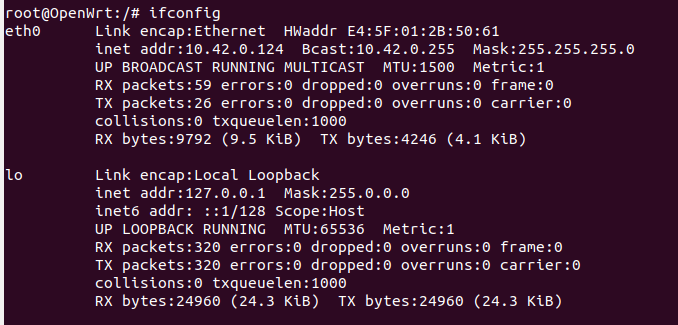 root@OpenWrt:/# ifconfig
eth0      Link encap:Ethernet  HWaddr E4:5F:01:2B:50:61
          inet addr:10.42.0.124  Bcast:10.42.0.255  Mask:255.255.255.0
          UP BROADCAST RUNNING MULTICAST  MTU:1500  Metric:1
          RX packets:59 errors:0 dropped:0 overruns:0 frame:0
          TX packets:26 errors:0 dropped:0 overruns:0 carrier:0
          collisions:0 txqueuelen:1000
          RX bytes:9792 (9.5 KiB)  TX bytes:4246 (4.1 KiB)

lo        Link encap:Local Loopback
          inet addr:127.0.0.1  Mask:255.0.0.0
          inet6 addr: ::1/128 Scope:Host
          UP LOOPBACK RUNNING  MTU:65536  Metric:1
          RX packets:320 errors:0 dropped:0 overruns:0 frame:0
          TX packets:320 errors:0 dropped:0 overruns:0 carrier:0
          collisions:0 txqueuelen:1000
          RX bytes:24960 (24.3 KiB)  TX bytes:24960 (24.3 KiB)